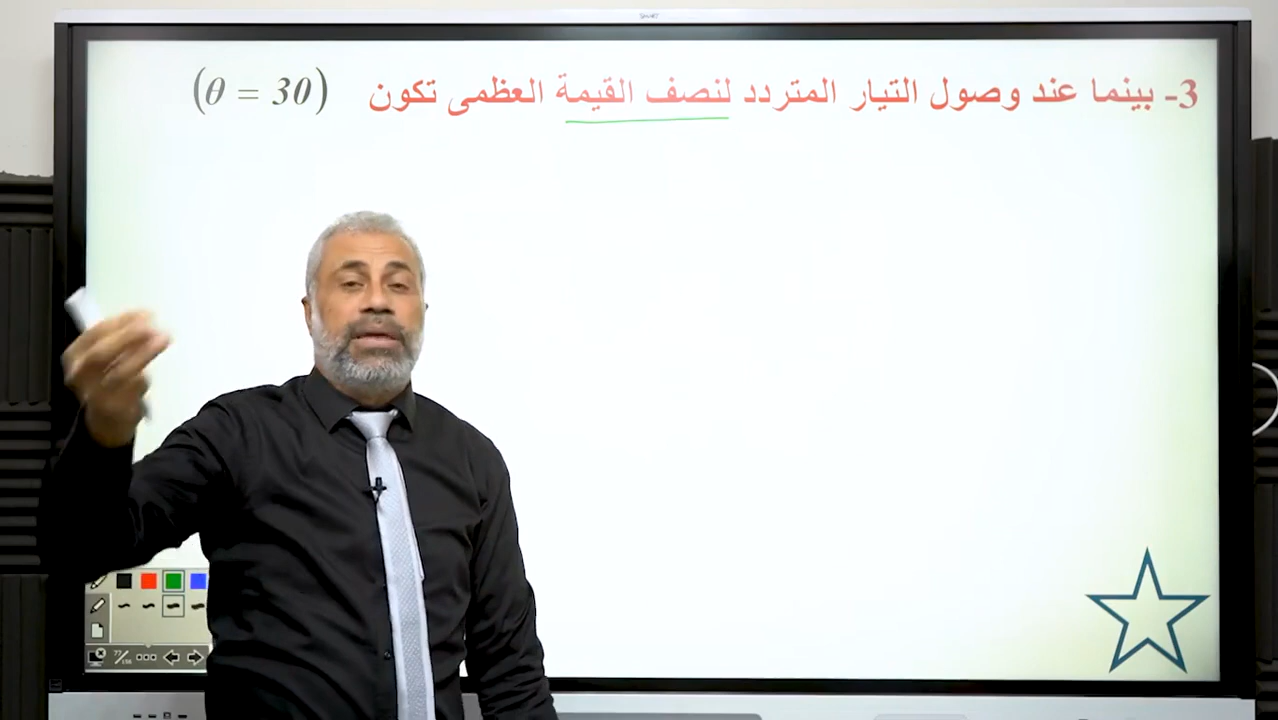 3- بينما عند وصول التيار المتردد لنصف القيمة العظمى تكون (θ = 30)